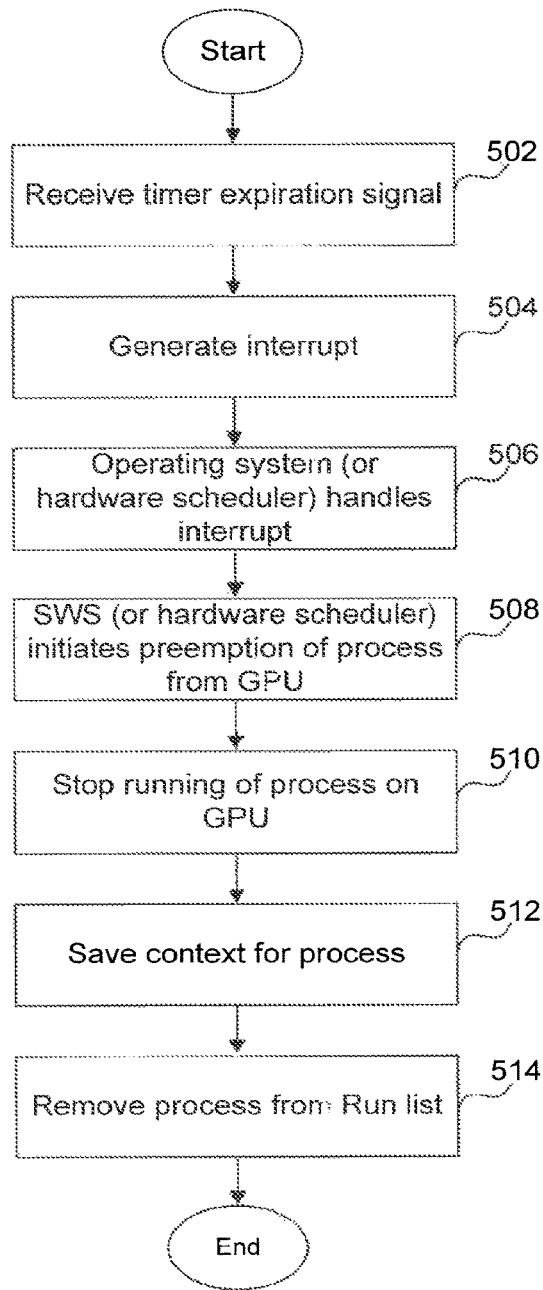 Start
502
Receive timer expiration signal
504
Generate interrupt
506
Operating system (or
hardware scheduler) handles
interrupt
508
SWS (or hardware scheduler)
initiates preemption of process
from GPU
510
Stop running of process on
GPU
512
Save context for process
514
Remove process from Run list
End